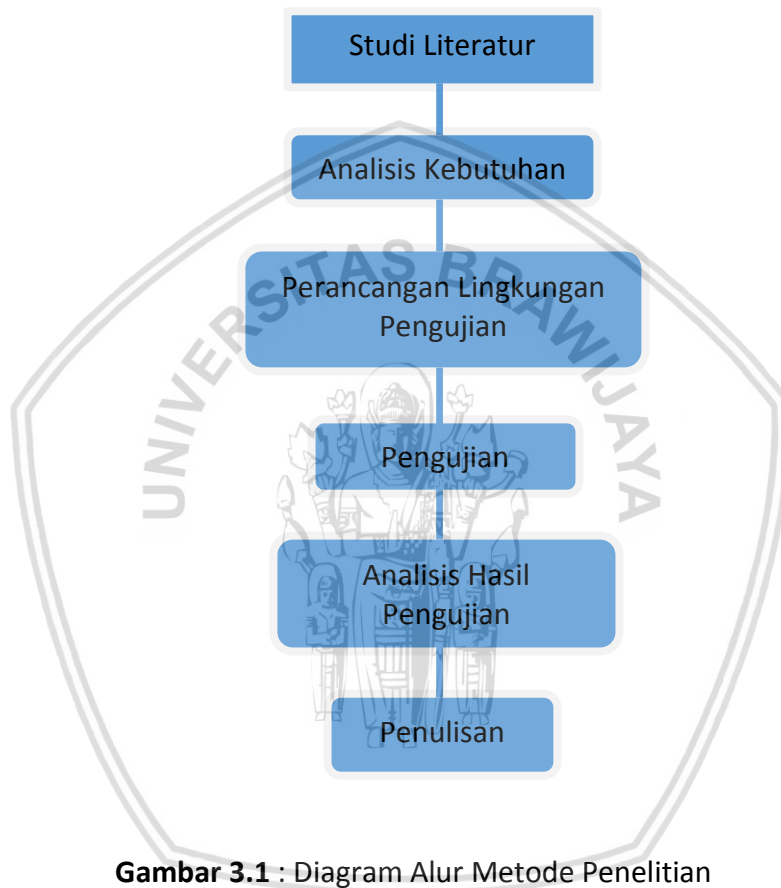 Studi Literatur
Analisis Kebutuhan
UNIVERSITAS BRAWIJAYA
Perancangan Lingkungan
Pengujian
Pengujian
Analisis Hasil
Pengujian
Penulisan
Gambar 3.1 : Diagram Alur Metode Penelitian